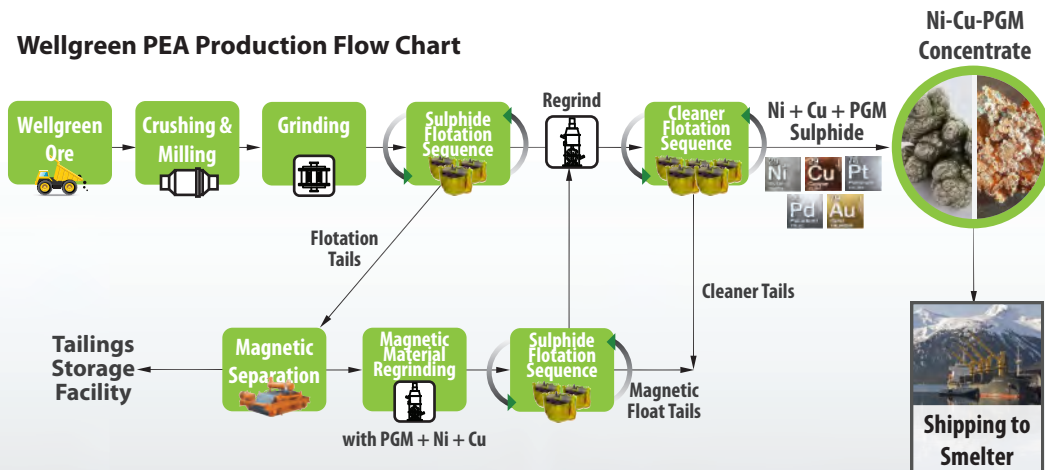 Wellgreen PEA Production Flow Chart
Ni-Cu-PGM
Concentrate
Wellgreen
Ore
Crushing &
Milling
Grinding
Sulphide
Flotation
Sequence
Regrind
Cleaner
Flotation
Sequence
Ni + Cu + PGM
Sulphide
Ni
Cu
Pt
Pd
Au
Flotation
Tails
Cleaner Tails
Tailings
Storage
Facility
Magnetic
Separation
Magnetic
Material
Regrinding
with PGM + Ni + Cu
Sulphide
Flotation
Sequence
Magnetic
Float Tails
Shipping to
Smelter